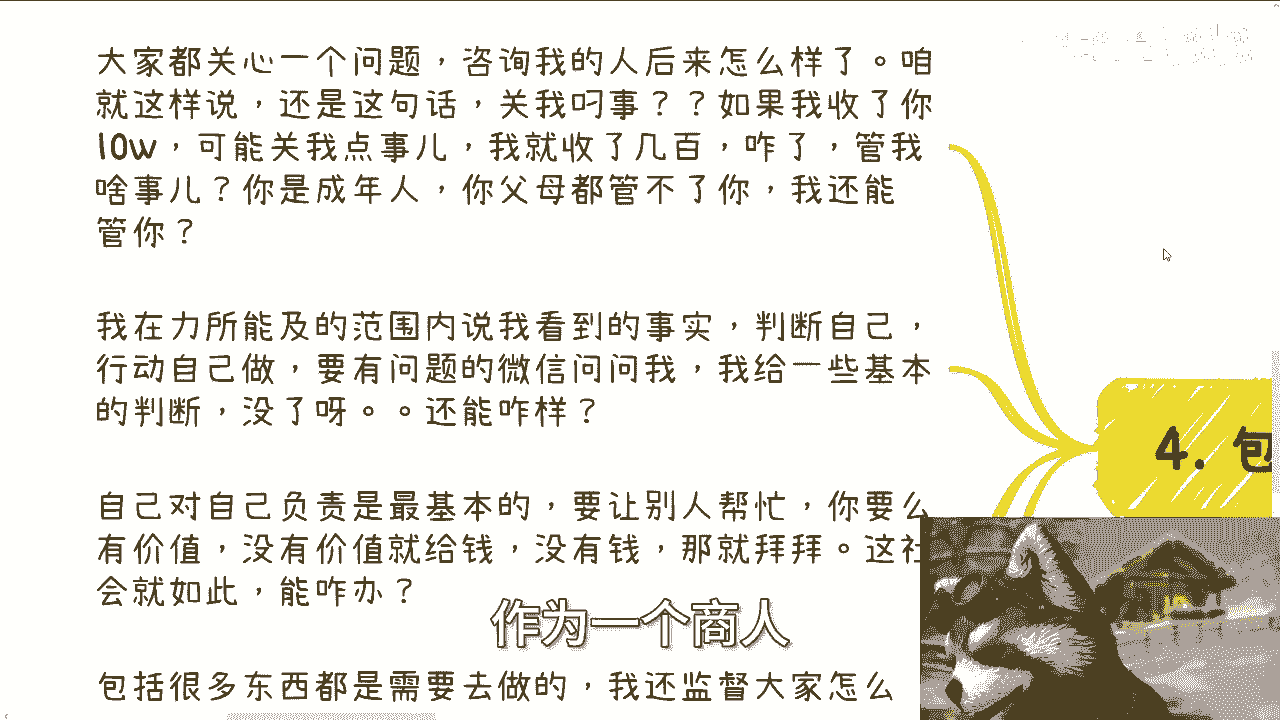 大家都关心一个问题，咨询我的人后来怎么样了。咱
就这样说，还是这句话，关我叼事？？如果我收了你
10w，可能关我点事儿，我就收了几百，咋了，管我
啥事儿？你是成年人，你父母都管不了你，我还能
管你？
我在力所能及的范围内说我看到的事实，判断自己，
行动自己做，要有问题的微信问问我，我给一些基本
的判断，没了呀。。还能咋样？
自己对自己负责是最基本的，要让别人帮忙，你要么
有价值，没有价值就给钱，没有钱，那就拜拜。这社
会就如此，能咋办？
包括很多东西都是需要去做的，我还监督大家怎么
4. 包
作为一个商人